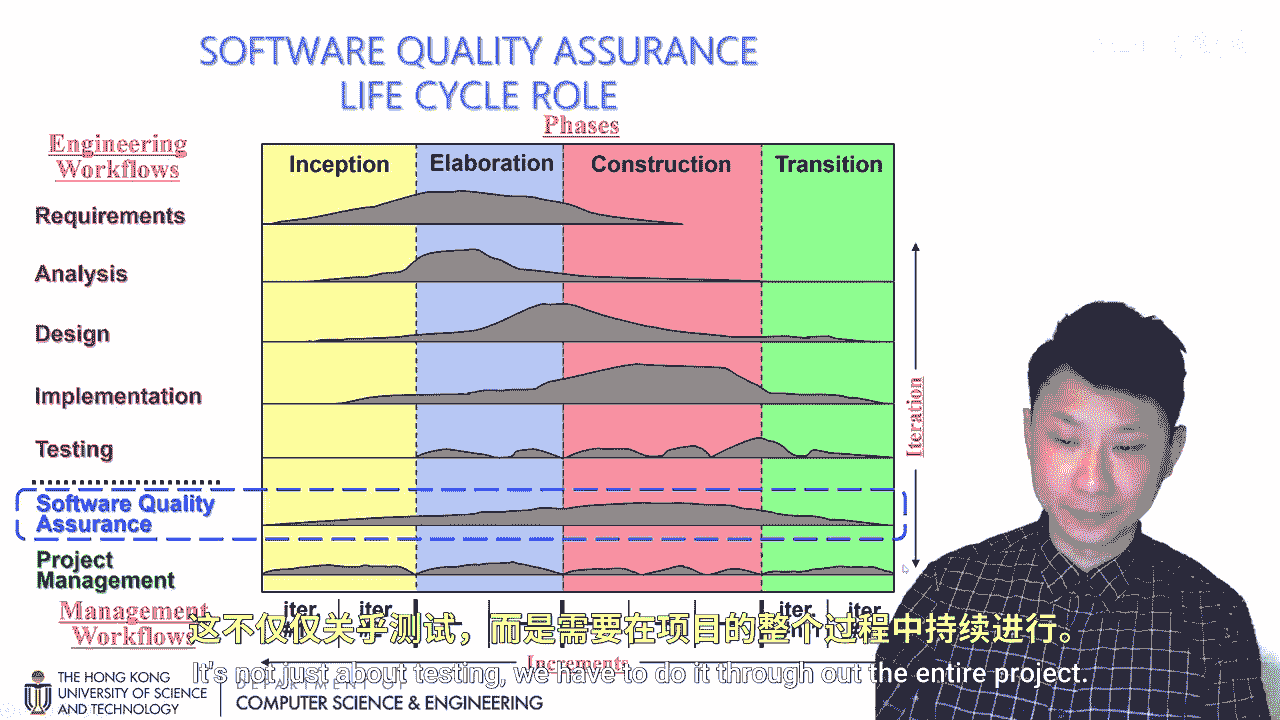 SOFTWARE QUALITY ASSURANCE
LIFE CYCLE ROLE
Phases
Engineering
Workflows
Inception
Elaboration
Construction
Transition
Requirements
Analysis
Design
Implementation
Testing
Software Quality
Assurance
Project
Management
Iteration
Management
Workflows
iter.
iter.
iter.
iter.
这不仅仅关乎测试，而是需要在项目的整个过程中持续进行。
Increments
It's not just about testing, we have to do it through out the entire project.
THE HONG KONG
UNIVERSITY OF SCIENCE
AND TECHNOLOGY
DEPARTMENT OF
COMPUTER SCIENCE & ENGINEERING